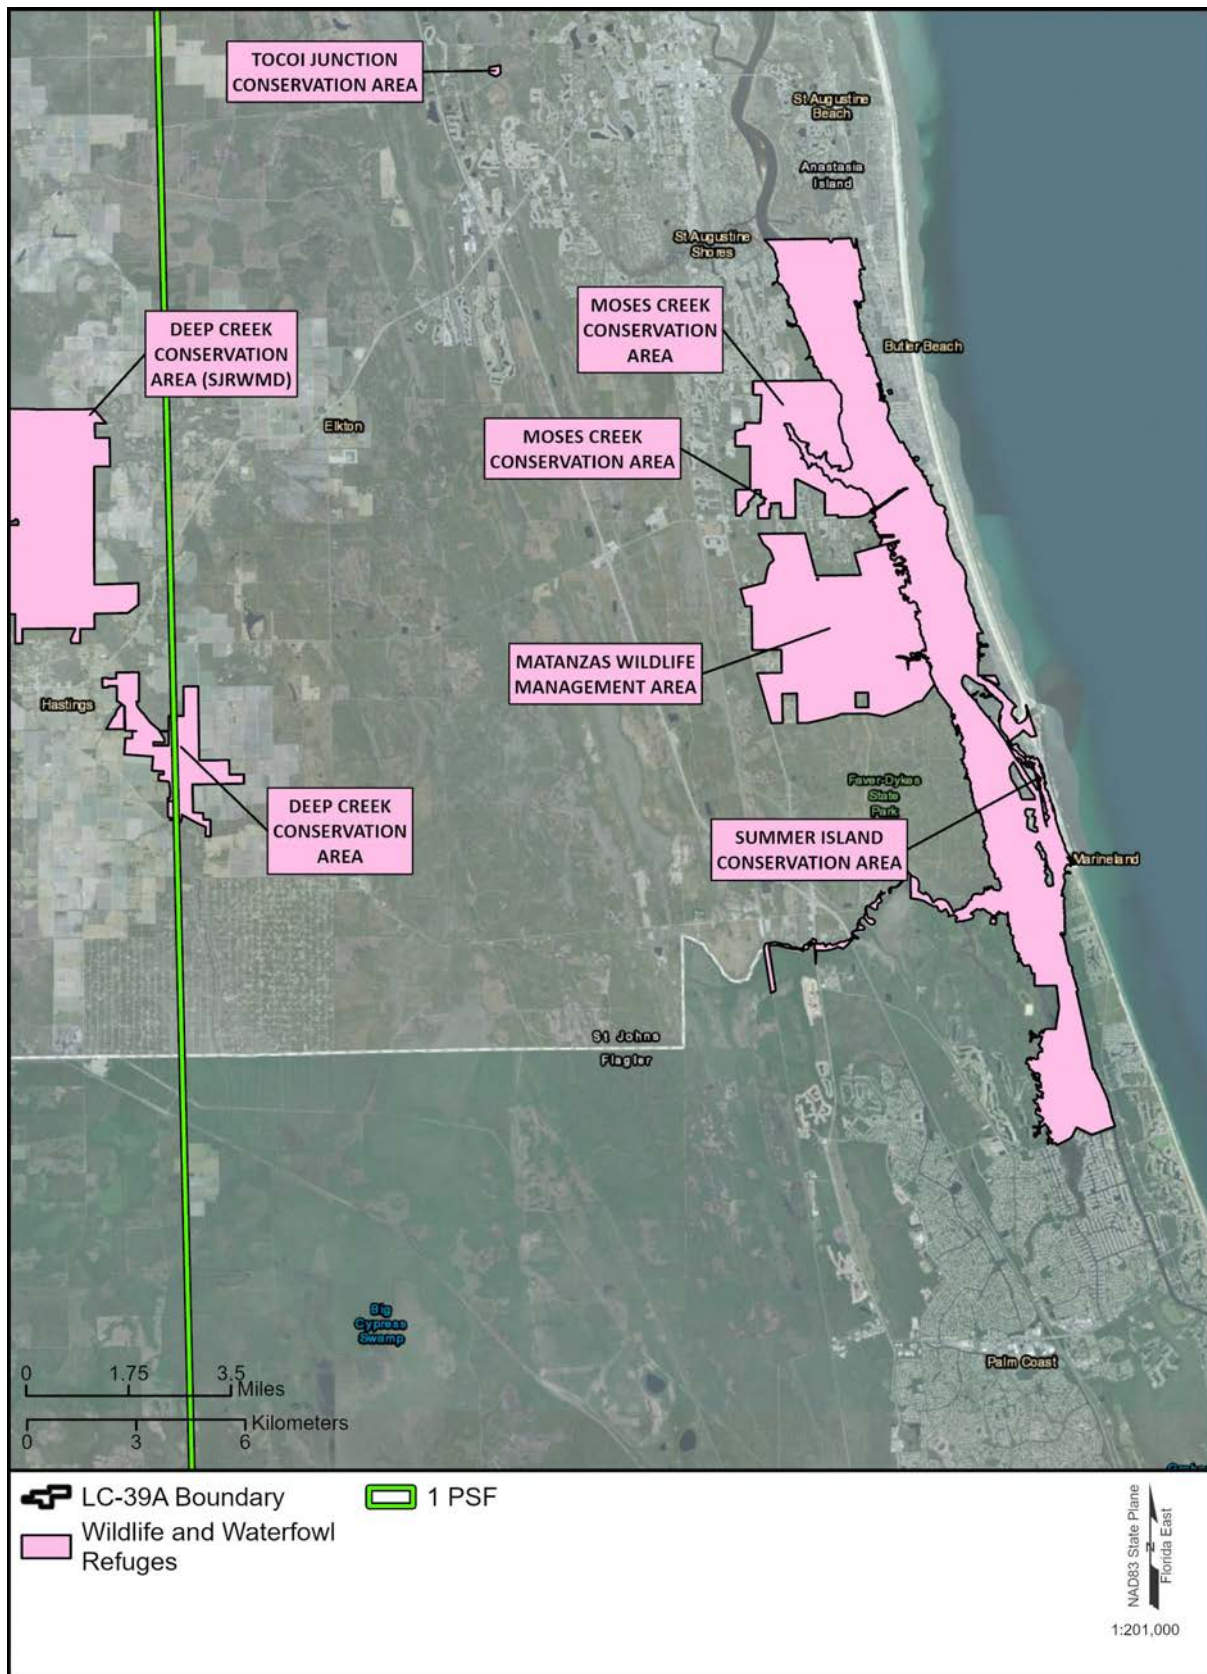 TOCOI JUNCTION
CONSERVATION AREA
St Augustine
Beach
Anastasia
Island
St Augustine
Shores
MOSES CREEK
CONSERVATION
AREA
DEEP CREEK
CONSERVATION
AREA (SJRWMD)
Butler Beach
Elkton
MOSES CREEK
CONSERVATION AREA
MATANZAS WILDLIFE
MANAGEMENT AREA
Hastings
Faver-Dykes
State
Park
DEEP CREEK
CONSERVATION
AREA
SUMMER ISLAND
CONSERVATION AREA
Marineland
St Johns
Flagler
Big
Cypress
Swamp
Palm Coast
0 1.75 3.5
Miles
Kilometers
0 3 6
LC-39A Boundary
1 PSF
Wildlife and Waterfowl
Refuges
NAD83 State Plane
Florida East
N
1:201,000